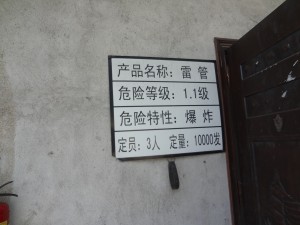 产品名称：雷 管
危险等级：1.1级
危险特性：爆 炸
定员：3人 定量：10000发